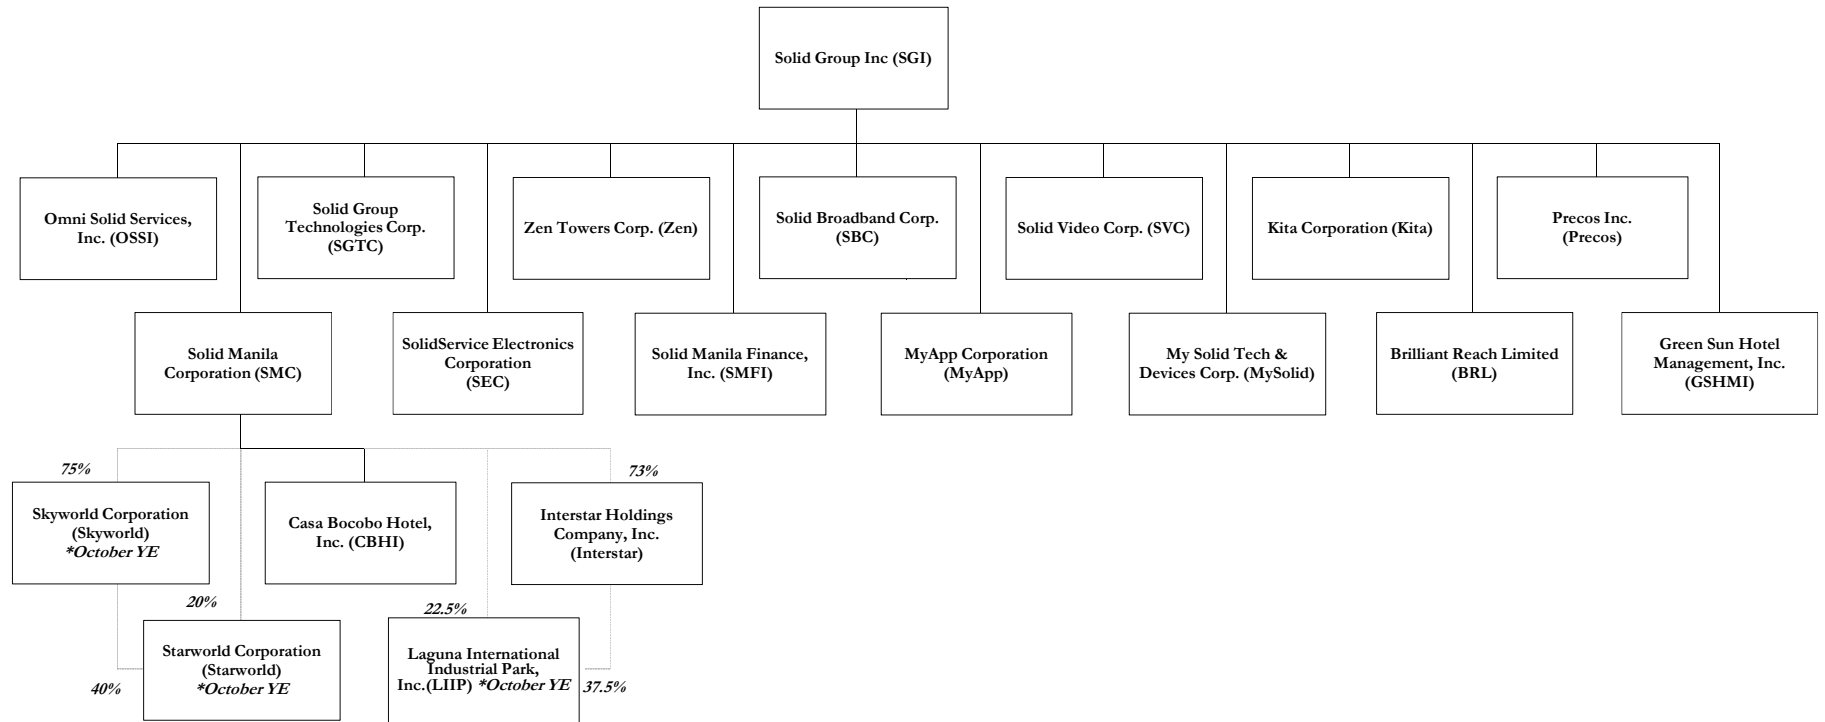 Solid Group Inc (SGI)
Omni Solid Services,
Inc. (OSSI)
Solid Group
Technologies Corp.
(SGTC)
Zen Towers Corp. (Zen)
Solid Broadband Corp.
(SBC)
Solid Video Corp. (SVC)
Kita Corporation (Kita)
Precos Inc.
(Precos)
Solid Manila
Corporation (SMC)
SolidService Electronics
Corporation
(SEC)
Solid Manila Finance,
Inc. (SMFI)
MyApp Corporation
(MyApp)
My Solid Tech &
Devices Corp. (MySolid)
Brilliant Reach Limited
(BRL)
Green Sun Hotel
Management, Inc.
(GSHMI)
75%
73%
Skyworld Corporation
(Skyworld)
*October YE
Casa Bocobo Hotel,
Inc. (CBHI)
Interstar Holdings
Company, Inc.
(Interstar)
20%
22.5%
Starworld Corporation
(Starworld)
*October YE
Laguna International
Industrial Park,
Inc.(LIIP) *October YE
40%
37.5%